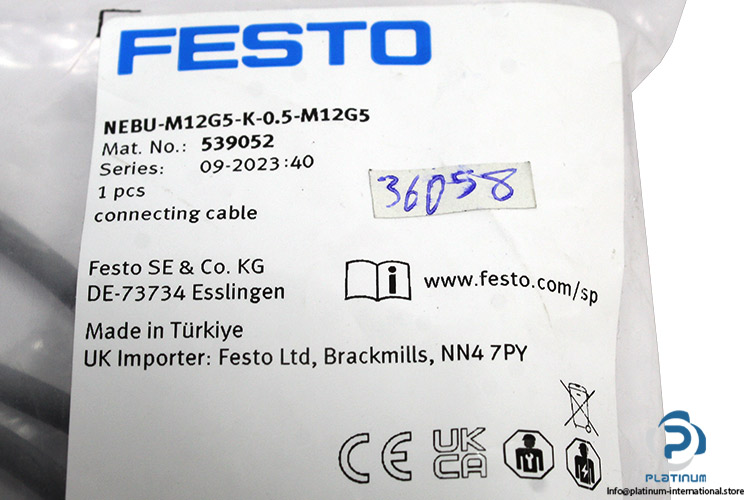 FESTO
NEBU-M12G5-K-0.5-M12G5
Mat. No.: 539052
Series: 09-2023:40
1 pcs
connecting cable
36058
Festo SE & Co. KG
DE-73734 Esslingen
www.festo.com/sp
Made in Türkiye
UK Importer: Festo Ltd, Brackmills, NN4 7PY
CE
UK
CA
PLATINUM
Info@platinum-international.store